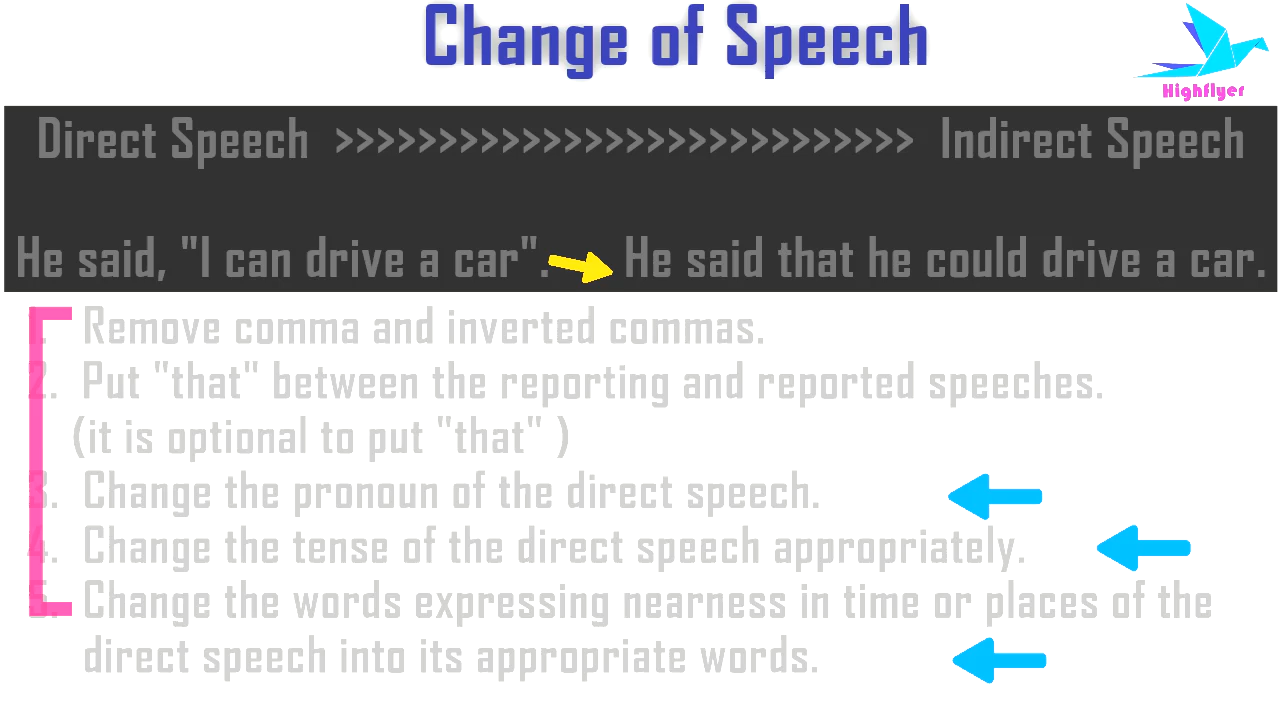 Change of Speech
Highflyer
Direct Speech >>>>>>>>>>>>>>>>>>>>>>>>>>>> Indirect Speech
He said, "I can drive a car". He said that he could drive a car.
1. Remove comma and inverted commas.
2. Put "that" between the reporting and reported speeches.
(it is optional to put "that" )
3. Change the pronoun of the direct speech.
4. Change the tense of the direct speech appropriately.
5. Change the words expressing nearness in time or places of the
direct speech into its appropriate words.